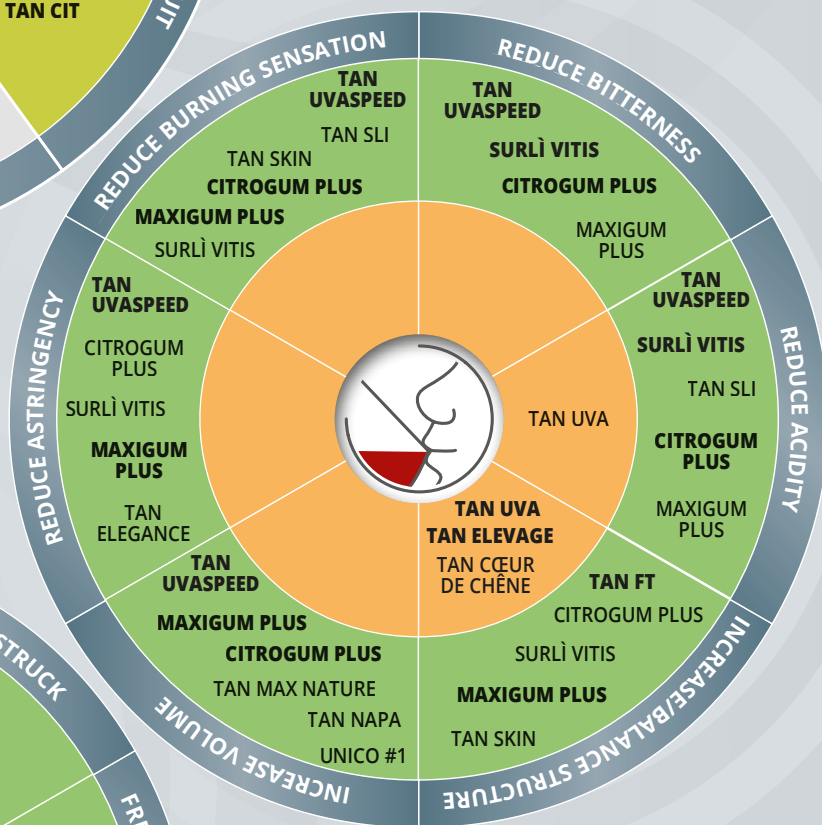 TAN CIT
UIT
REDUCE BURNING SENSATION
TAN
UVASPEED
TAN SLI
TAN SKIN
CITROGUM PLUS
MAXIGUM PLUS
SURLÌ VITIS
REDUCE BITTERNESS
TAN
UVASPEED
SURLÌ VITIS
CITROGUM PLUS
MAXIGUM
PLUS
REDUCE ACIDITY
TAN
UVASPEED
SURLÌ VITIS
TAN SLI
CITROGUM
PLUS
MAXIGUM
PLUS
TAN UVA
INCREASE/BALANCE STRUCTURE
TAN UVA
TAN ELEVAGE
TAN CŒUR
DE CHÊNE
TAN FT
CITROGUM PLUS
SURLÌ VITIS
MAXIGUM PLUS
TAN SKIN
INCREASE VOLUME
TAN
UVASPEED
MAXIGUM PLUS
CITROGUM PLUS
TAN MAX NATURE
TAN NAPA
UNICO #1
REDUCE ASTRINGENCY
TAN
UVASPEED
CITROGUM
PLUS
SURLÌ VITIS
MAXIGUM
PLUS
TAN
ELEGANCE
STRUCK
FRE